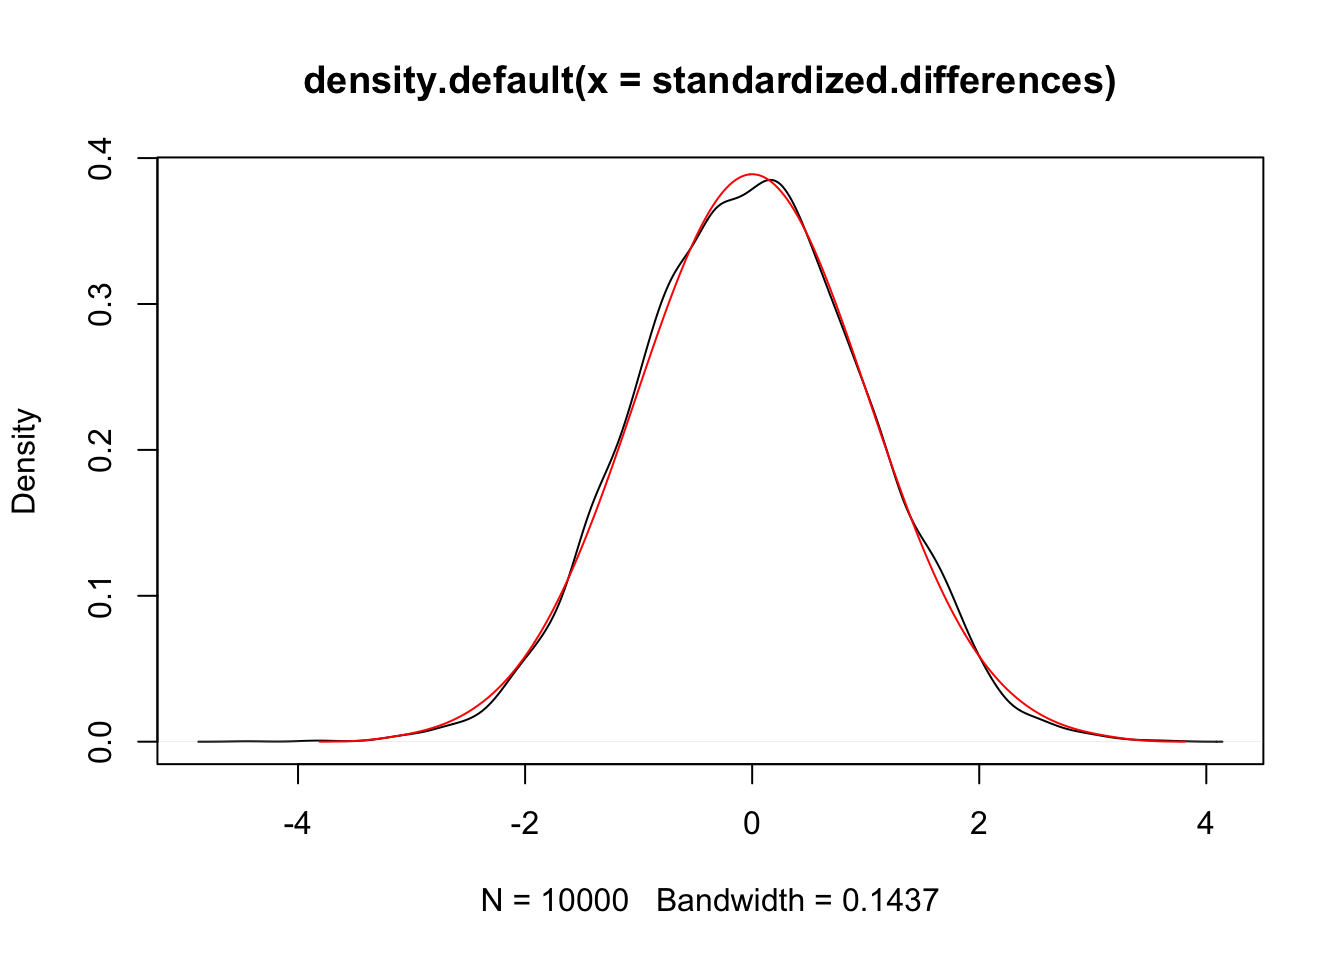 density.default(x = standardized.differences)
0.4
0.3
0.2
0.1
0.0
Density
-4 -2 0 2 4
N = 10000 Bandwidth = 0.1437